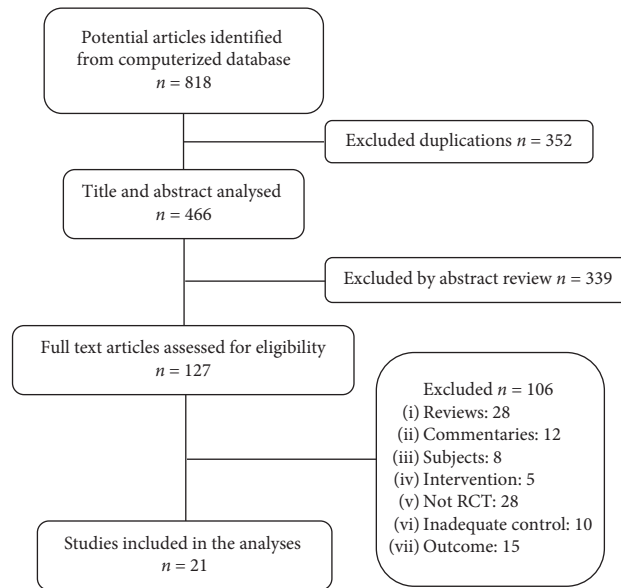 Potential articles identified
from computerized database
n = 818
Excluded duplications n = 352
Title and abstract analysed
n = 466
Excluded by abstract review n = 339
Full text articles assessed for eligibility
n = 127
Excluded n = 106
(i) Reviews: 28
(ii) Commentaries: 12
(iii) Subjects: 8
(iv) Intervention: 5
(v) Not RCT: 28
(vi) Inadequate control: 10
(vii) Outcome: 15
Studies included in the analyses
n = 21